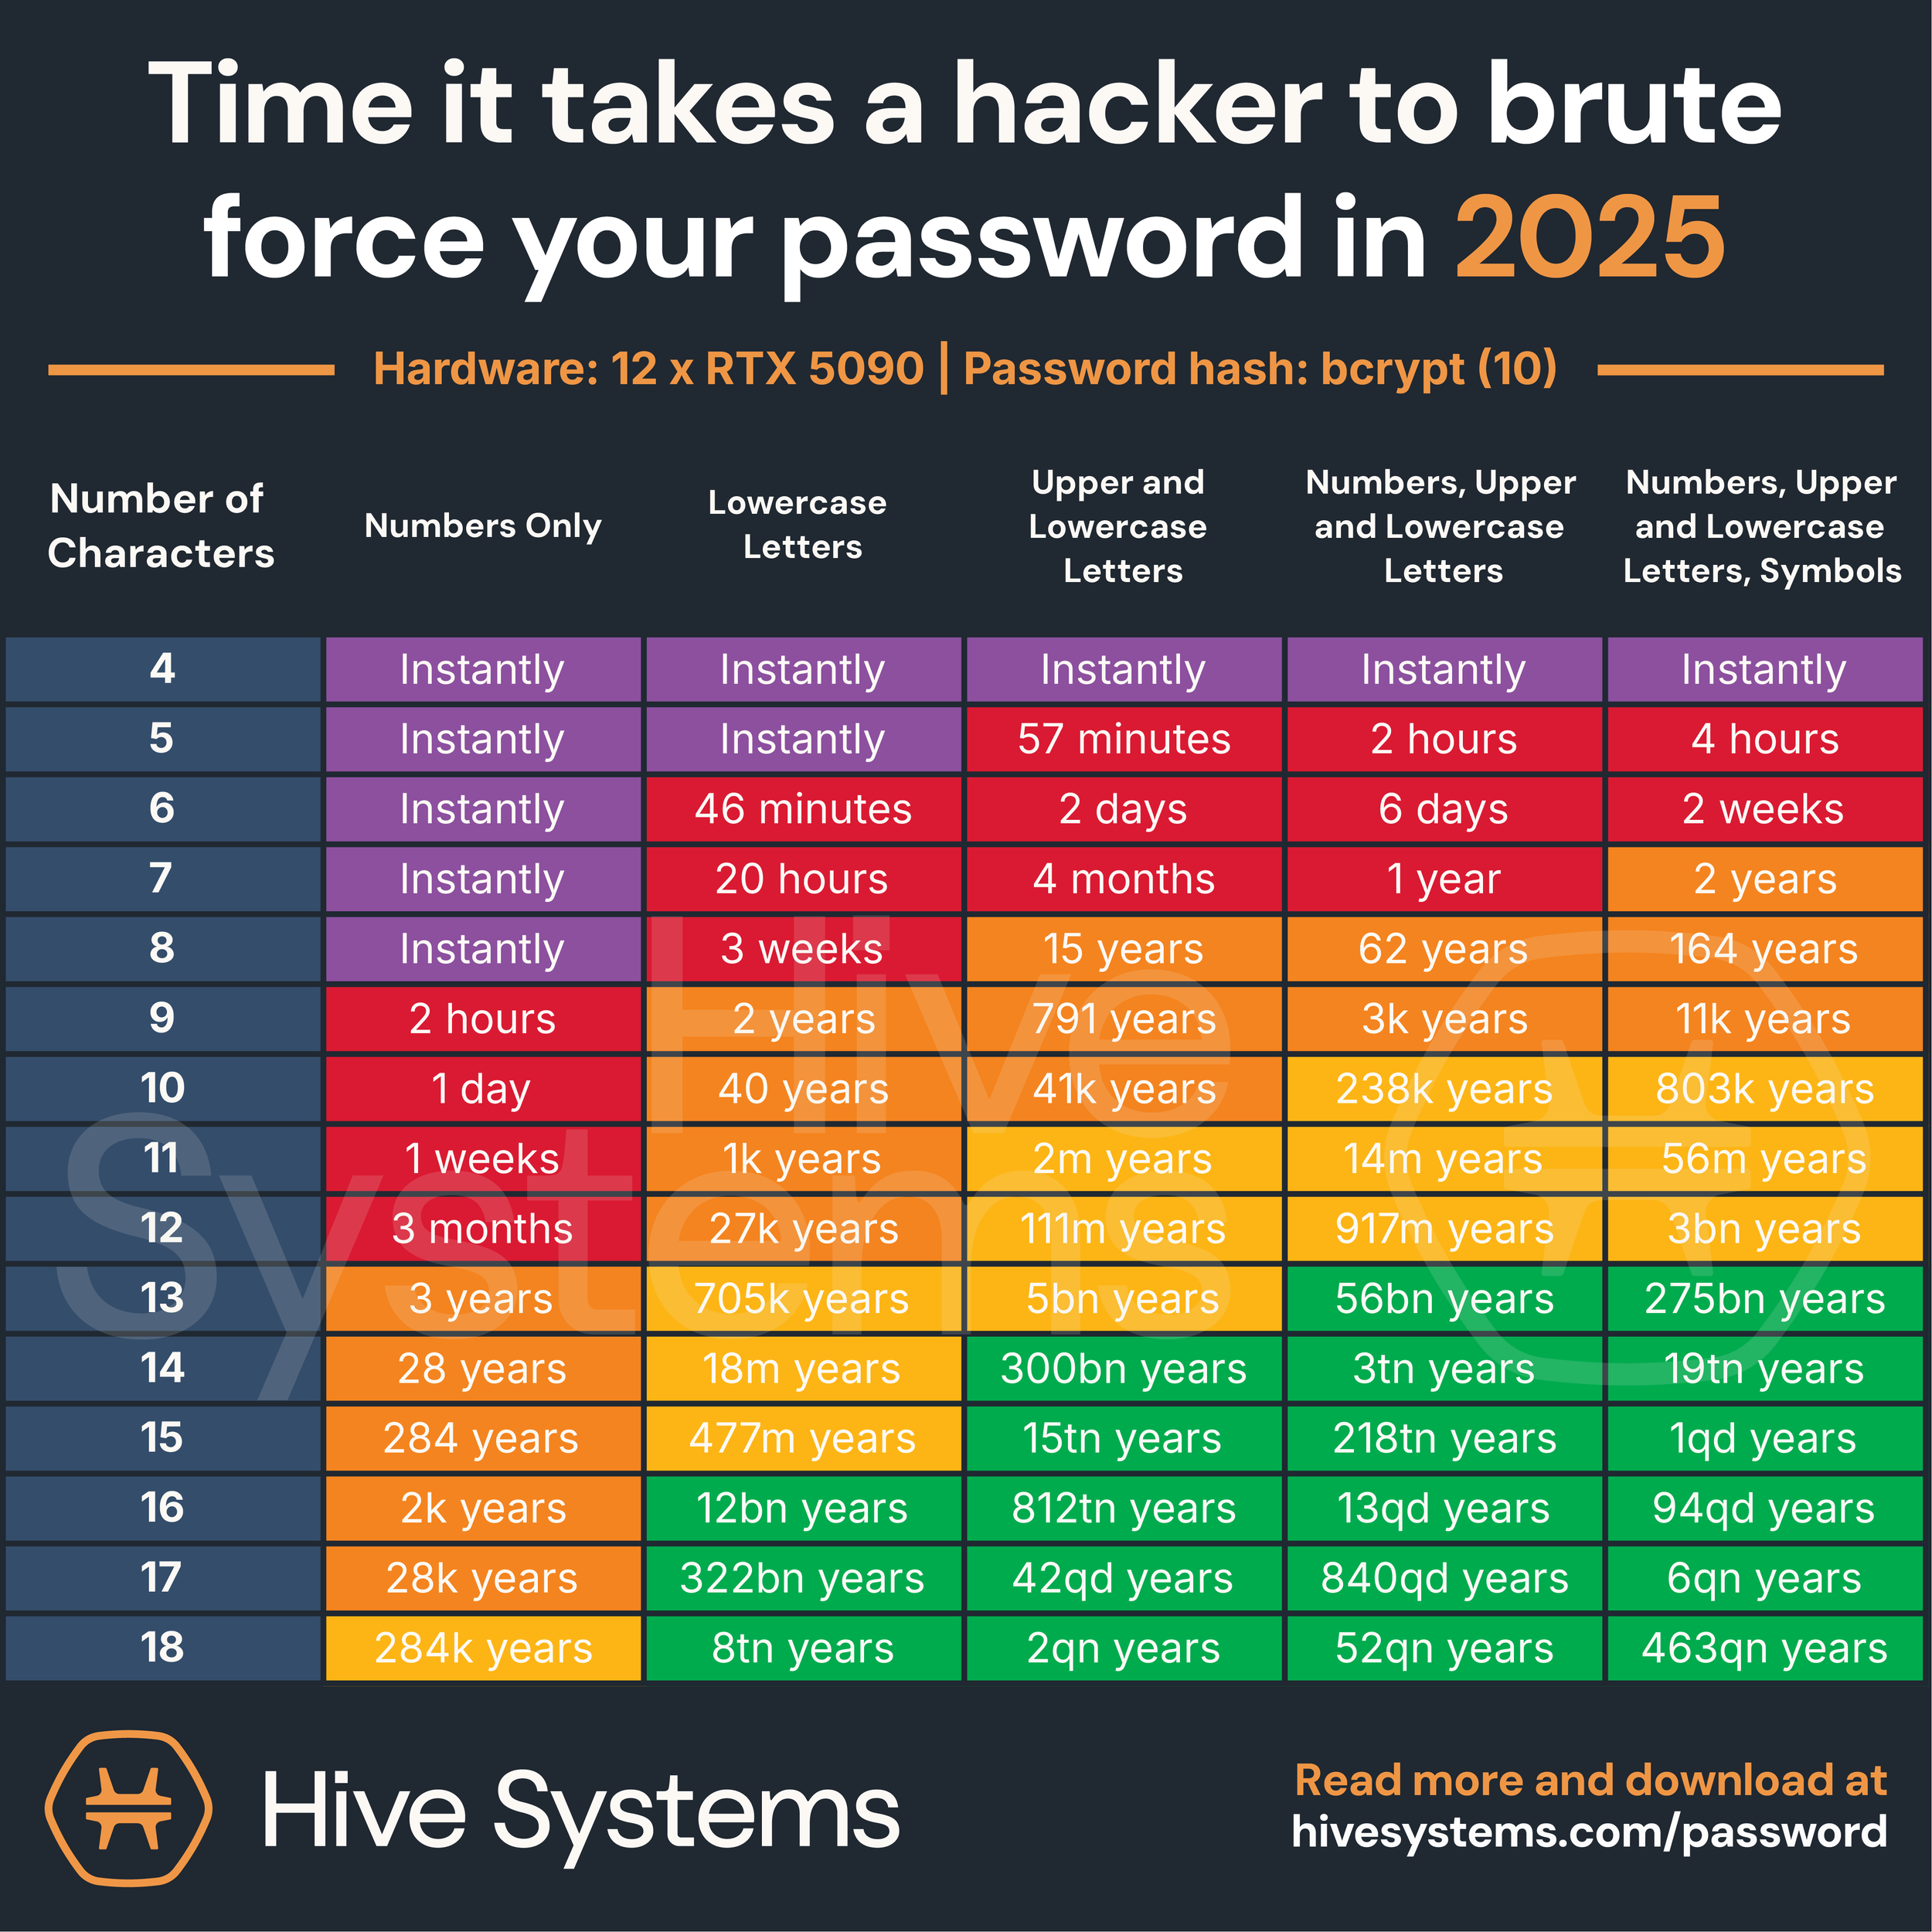 Time it takes a hacker to brute
force your password in 2025
Hardware: 12 x RTX 5090 | Password hash: bcrypt (10)
Number of
Characters
Numbers Only
Lowercase
Letters
Upper and
Lowercase
Letters
Numbers, Upper
and Lowercase
Letters
Numbers, Upper
and Lowercase
Letters, Symbols
4 Instantly Instantly Instantly Instantly Instantly
5 Instantly Instantly 57 minutes 2 hours 4 hours
6 Instantly 46 minutes 2 days 6 days 2 weeks
7 Instantly 20 hours 4 months 1 year 2 years
8 Instantly 3 weeks 15 years 62 years 164 years
9 2 hours 2 years 791 years 3k years 11k years
10 1 day 40 years 41k years 238k years 803k years
11 1 weeks 1k years 2m years 14m years 56m years
12 3 months 27k years 111m years 917m years 3bn years
13 3 years 705k years 5bn years 56bn years 275bn years
14 28 years 18m years 300bn years 3tn years 19tn years
15 284 years 477m years 15tn years 218tn years 1qd years
16 2k years 12bn years 812tn years 13qd years 94qd years
17 28k years 322bn years 42qd years 840qd years 6qn years
18 284k years 8tn years 2qn years 52qn years 463qn years
Hive
Systems
Hive Systems
Read more and download at
hivesystems.com/password